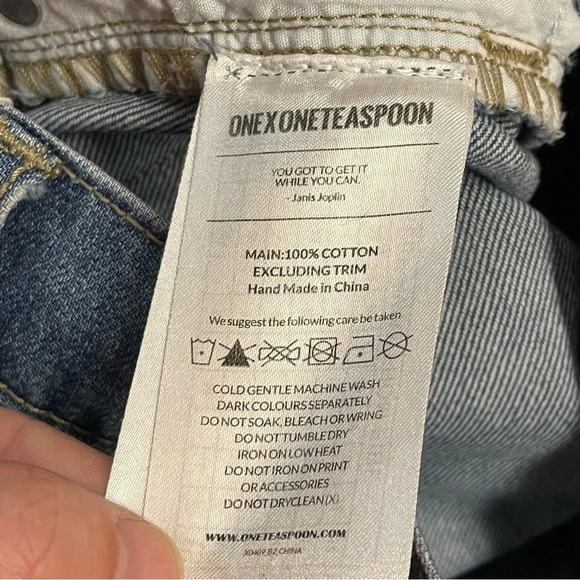 ONEXONETEASPOON
YOU GOT TO GET IT
WHILE YOU CAN.
- Janis Joplin
MAIN:100% COTTON
EXCLUDING TRIM
Hand Made in China
We suggest the following care be taken
COLD GENTLE MACHINE WASH
DARK COLOURS SEPARATELY
DO NOT SOAK, BLEACH OR WRING
DO NOT TUMBLE DRY
IRON ON LOW HEAT
DO NOT IRON ON PRINT
OR ACCESSORIES
DO NOT DRYCLEAN (X)
WWW.ONETEASPOON.COM
X0409 B2 CHINA